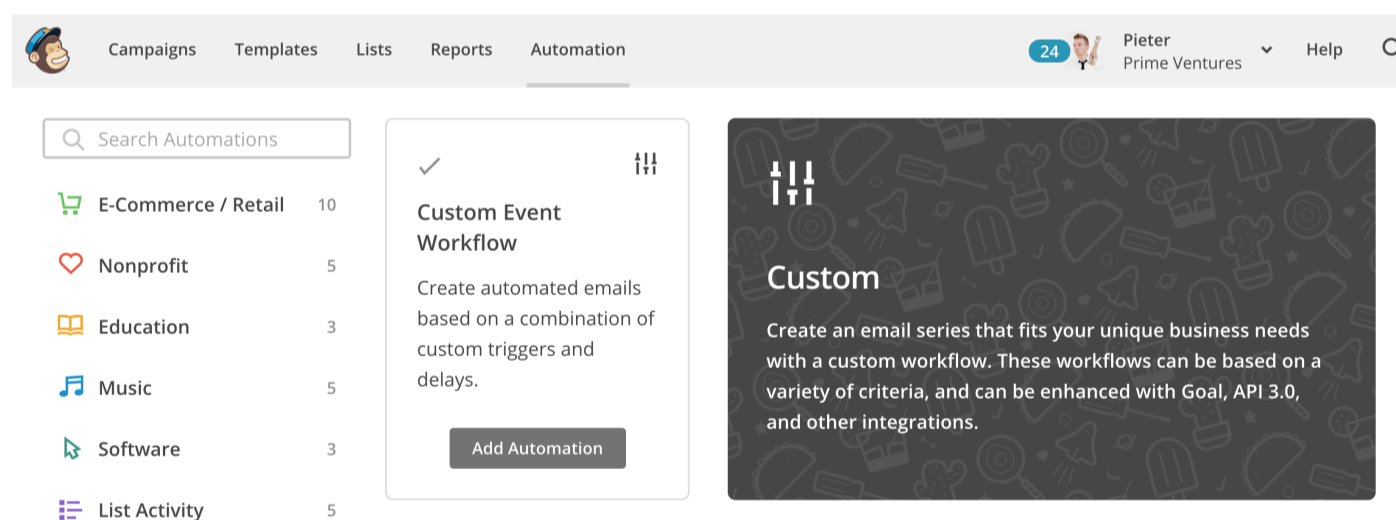 Campaigns Templates Lists Reports Automation 24 Pieter Help
Prime Ventures
Search Automations
E-Commerce / Retail 10
Nonprofit 5
Education 3
Music 5
Software 3
List Activity 5
Custom Event
Workflow
Create automated emails
based on a combination of
custom triggers and
delays.
Add Automation
Custom
Create an email series that fits your unique business needs
with a custom workflow. These workflows can be based on a
variety of criteria, and can be enhanced with Goal, API 3.0,
and other integrations.